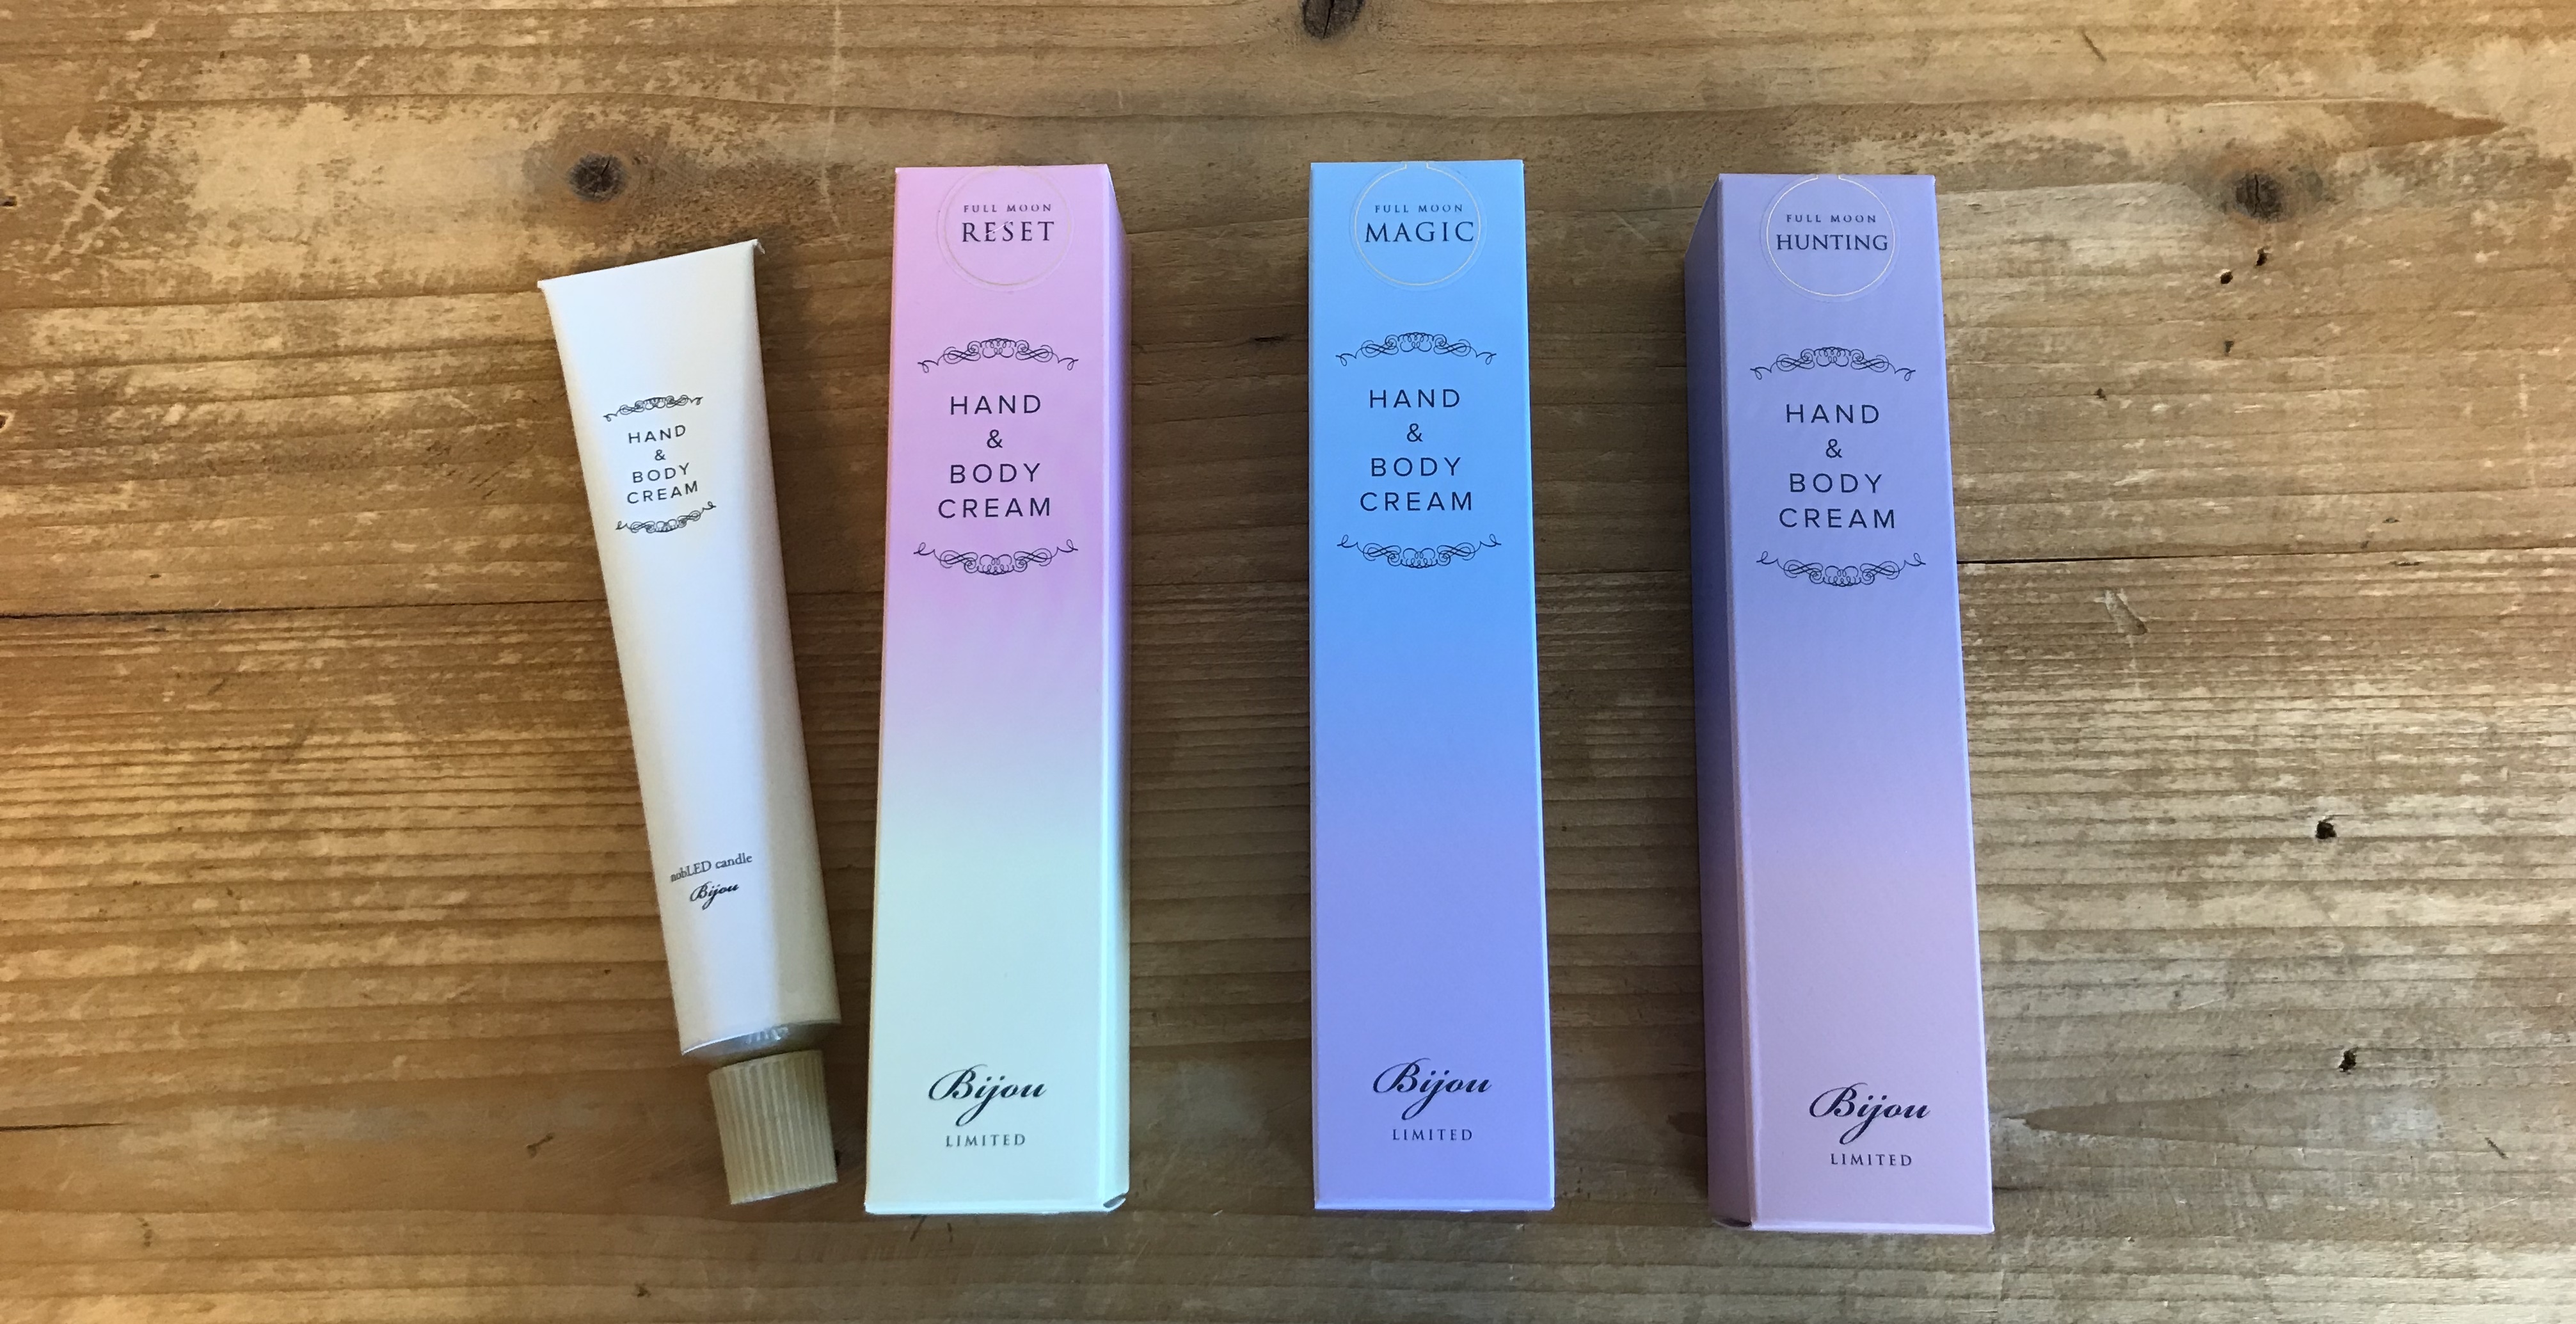 HAND
&
BODY
CREAM
nobLED candle
Bijou
FULL MOON
RESET
HAND
&
BODY
CREAM
Bijou
LIMITED
FULL MOON
MAGIC
HAND
&
BODY
CREAM
Bijou
LIMITED
FULL MOON
HUNTING
HAND
&
BODY
CREAM
Bijou
LIMITED